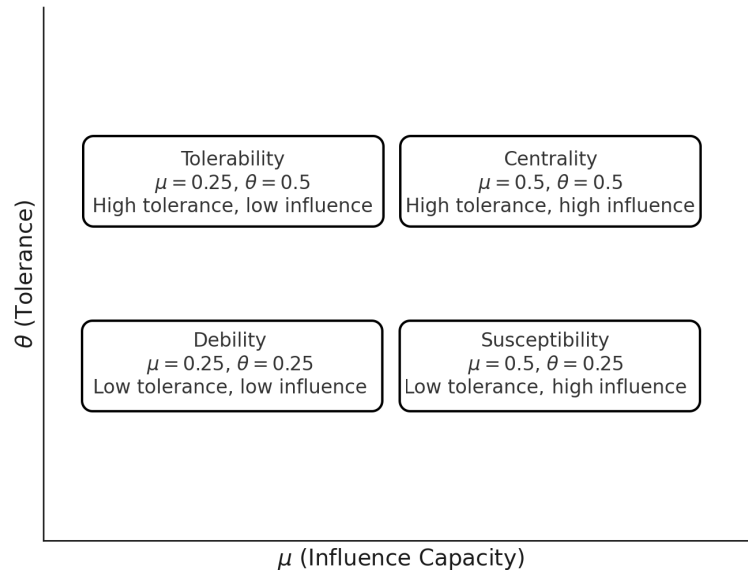 θ (Tolerance)
Tolerability
μ = 0.25, θ = 0.5
High tolerance, low influence
Centrality
μ = 0.5, θ = 0.5
High tolerance, high influence
Debility
μ = 0.25, θ = 0.25
Low tolerance, low influence
Susceptibility
μ = 0.5, θ = 0.25
Low tolerance, high influence
μ (Influence Capacity)